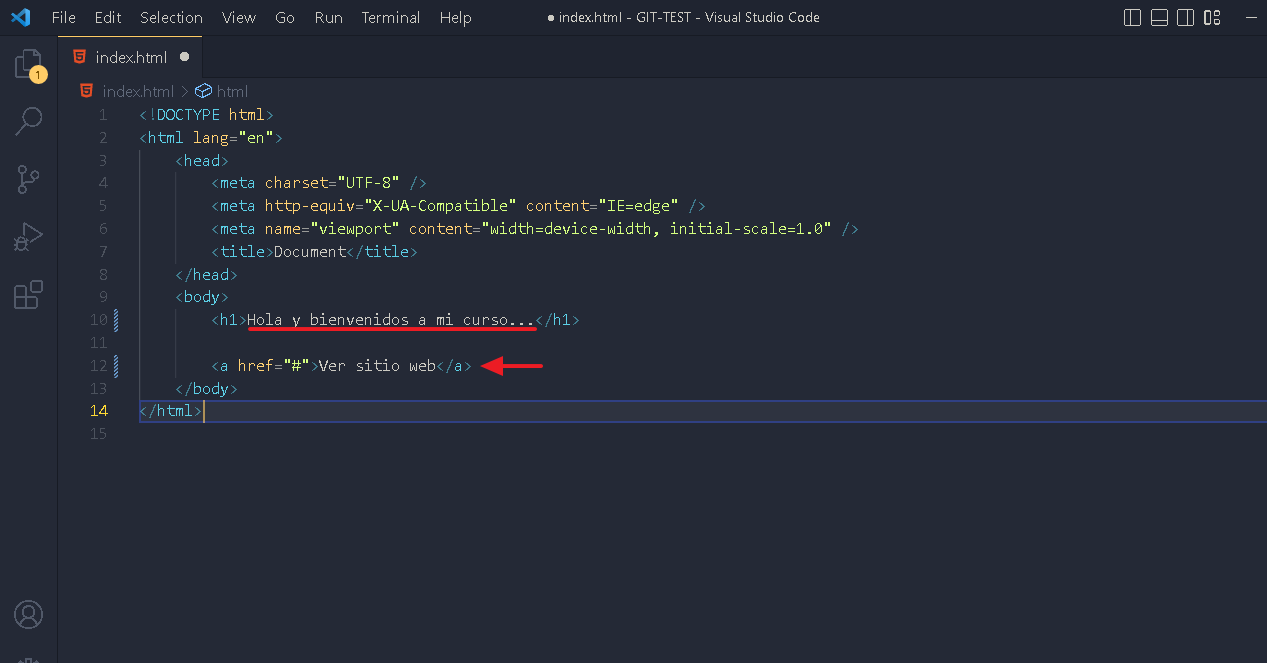 File Edit Selection View Go Run Terminal Help ● index.html - GIT-TEST - Visual Studio Code
index.html ●
1
index.html > html
1 <!DOCTYPE html>
2 <html lang="en">
3 <head>
4 <meta charset="UTF-8" />
5 <meta http-equiv="X-UA-Compatible" content="IE=edge" />
6 <meta name="viewport" content="width=device-width, initial-scale=1.0" />
7 <title>Document</title>
8 </head>
9 <body>
10 <h1>Hola y bienvenidos a mi curso...</h1>
11
12 <a href="#">Ver sitio web</a>
13 </body>
14 </html>
15